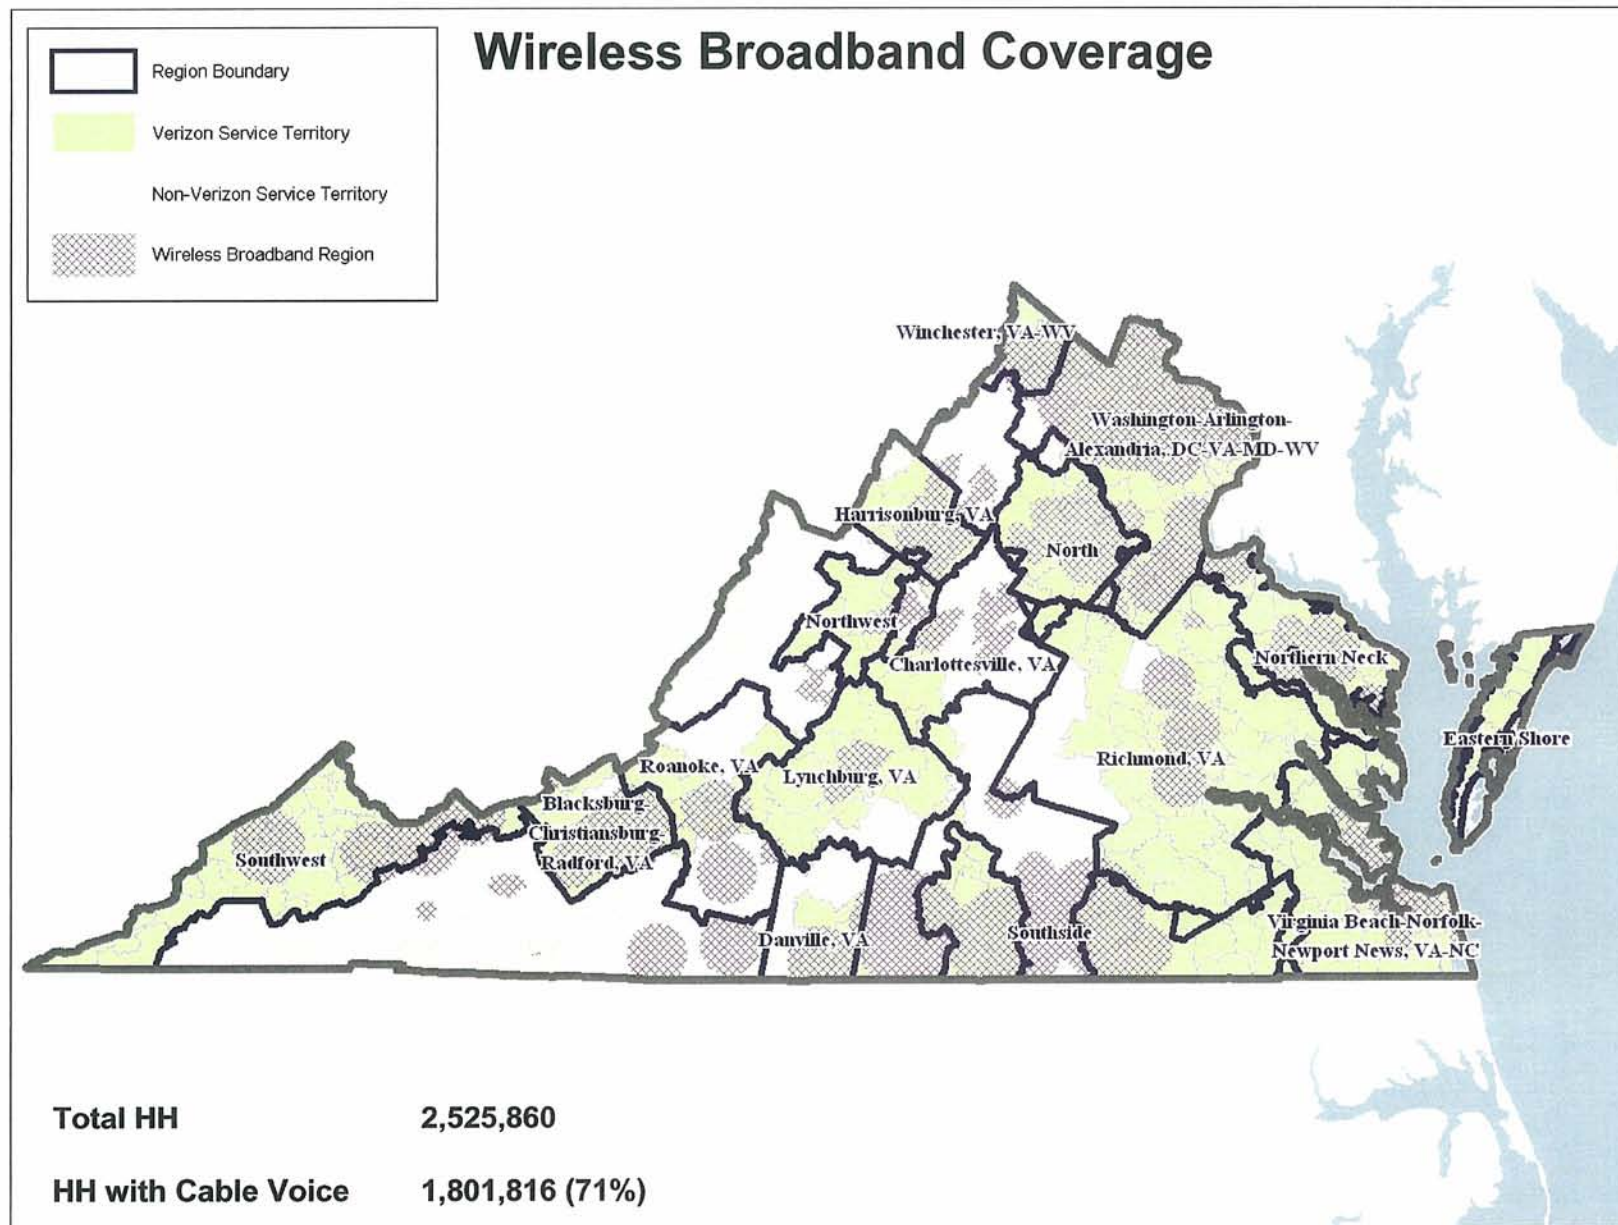 Wireless Broadband Coverage
Region Boundary
Verizon Service Territory
Non-Verizon Service Territory
Wireless Broadband Region
Winchester, VA-WV
Washington-Arlington-
Alexandria, DC-VA-MD-WV
Harrisonburg, VA
North
Northwest
Charlottesville, VA
Northern Neck
Eastern Shore
Richmond, VA
Roanoke, VA
Lynchburg, VA
Blacksburg-
Christiansburg-
Radford, VA
Southwest
Danville, VA
Southside
Virginia Beach-Norfolk-
Newport News, VA-NC
Total HH 2,525,860
HH with Cable Voice 1,801,816 (71%)